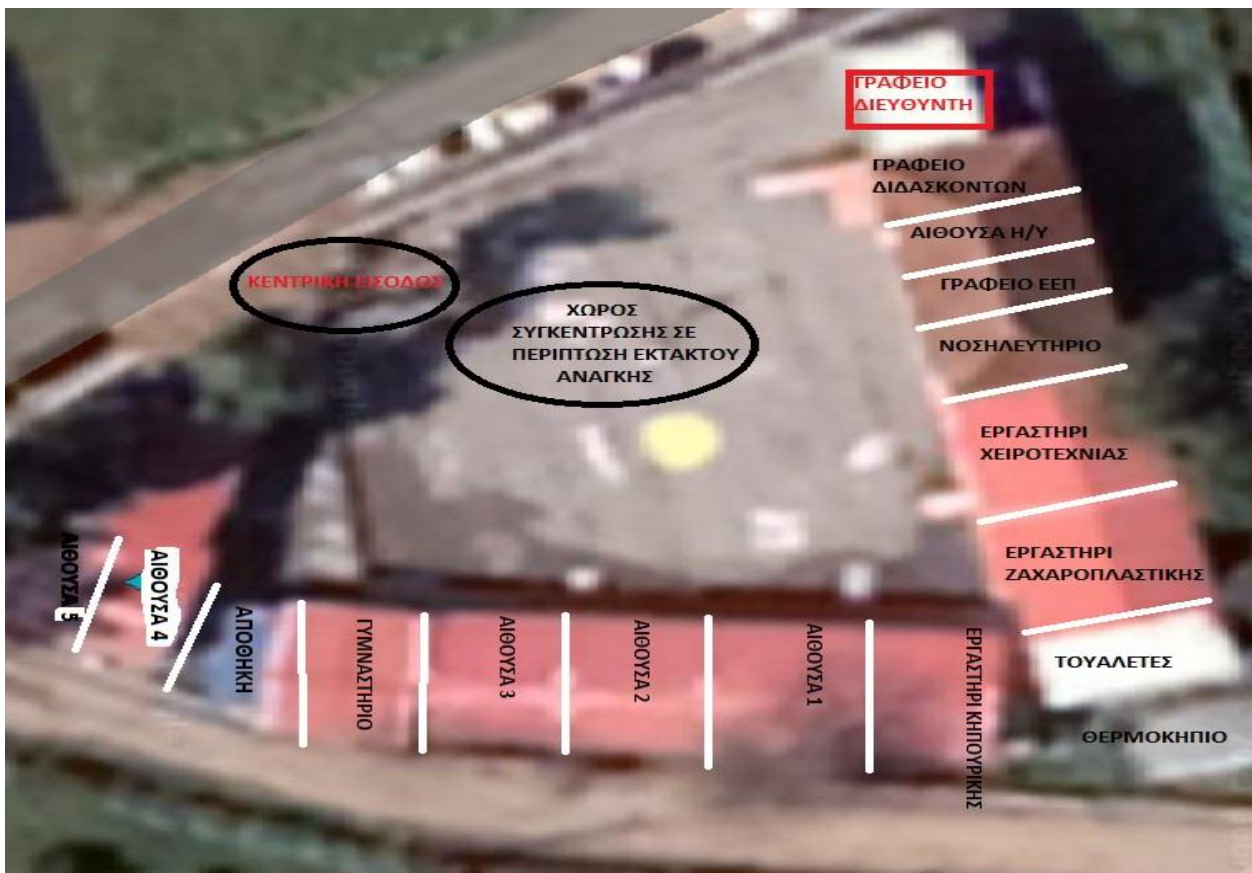 ΓΡΑΦΕΙΟ
ΔΙΕΥΘΥΝΤΗ
ΓΡΑΦΕΙΟ
ΔΙΔΑΣΚΟΝΤΩΝ
ΑΙΘΟΥΣΑ Η/Υ
ΓΡΑΦΕΙΟ ΕΕΠ
ΝΟΣΗΛΕΥΤΗΡΙΟ
ΚΕΝΤΡΙΚΗ ΕΙΣΟΔΟΣ
ΧΩΡΟΣ
ΣΥΓΚΕΝΤΡΩΣΗΣ ΣΕ
ΠΕΡΙΠΤΩΣΗ ΕΚΤΑΚΤΟΥ
ΑΝΑΓΚΗΣ
ΕΡΓΑΣΤΗΡΙ
ΧΕΙΡΟΤΕΧΝΙΑΣ
ΕΡΓΑΣΤΗΡΙ
ΖΑΧΑΡΟΠΛΑΣΤΙΚΗΣ
ΤΟΥΑΛΕΤΕΣ
ΘΕΡΜΟΚΗΠΙΟ
ΑΙΘΟΥΣΑ 5
ΑΙΘΟΥΣΑ 4
ΑΠΟΘΗΚΗ
ΓΥΜΝΑΣΤΗΡΙΟ
ΑΙΘΟΥΣΑ 3
ΑΙΘΟΥΣΑ 2
ΑΙΘΟΥΣΑ 1
ΕΡΓΑΣΤΗΡΙ ΚΗΠΟΥΡΙΚΗΣ